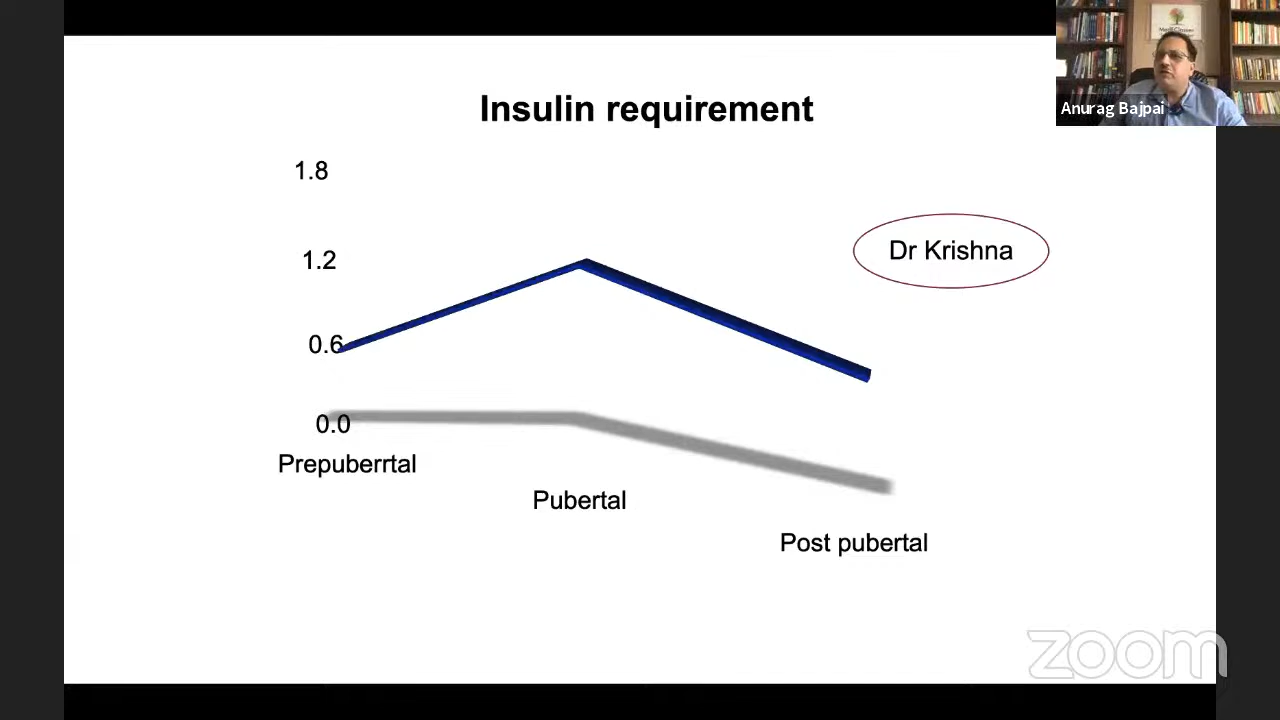 Insulin requirement
1.8
1.2
0.6
0.0
Prepuberrtal
Pubertal
Post pubertal
Dr Krishna
Anurag Bajpai
zoom